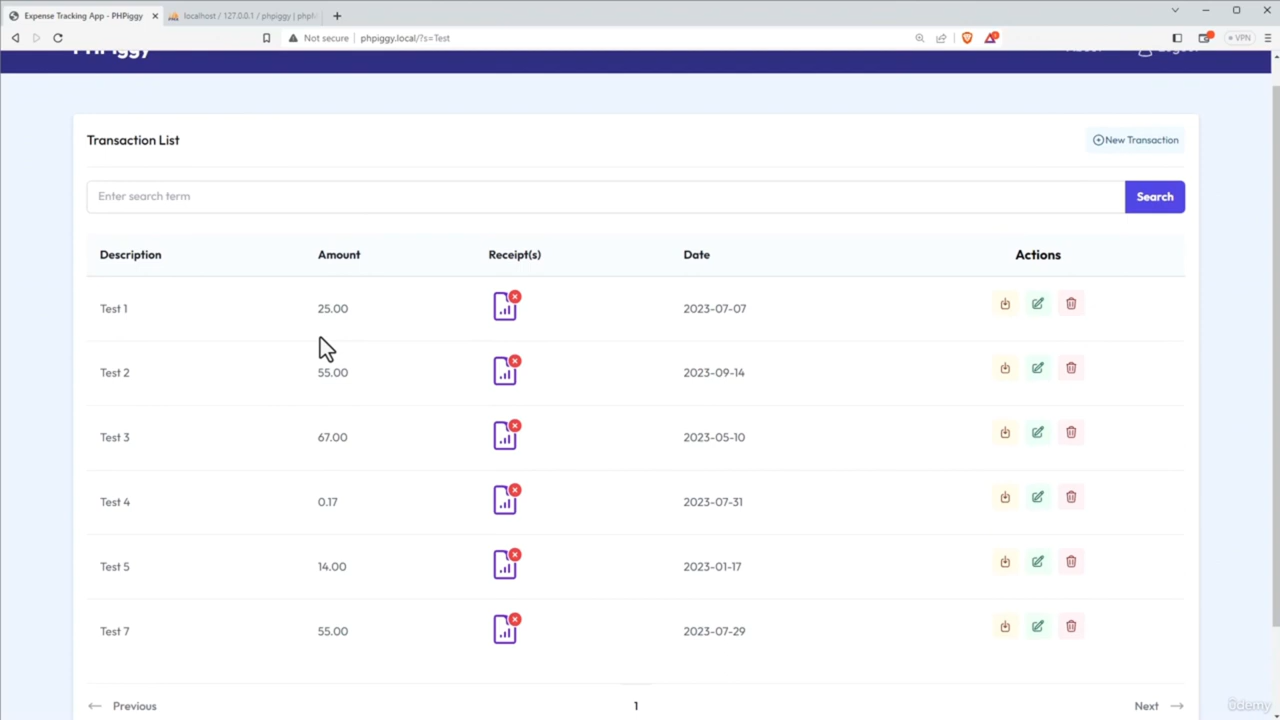 Expense Tracking App - PHPiggy
localhost / 127.0.0.1 / phpiggy | phpM
Not secure | phpiggy.local/?s=Test
VPN
PHPiggy
Logout
Transaction List
New Transaction
Enter search term
Search
Description Amount Receipt(s) Date Actions
Test 1 25.00 2023-07-07
Test 2 55.00 2023-09-14
Test 3 67.00 2023-05-10
Test 4 0.17 2023-07-31
Test 5 14.00 2023-01-17
Test 7 55.00 2023-07-29
← Previous 1 Next →
ûdemy